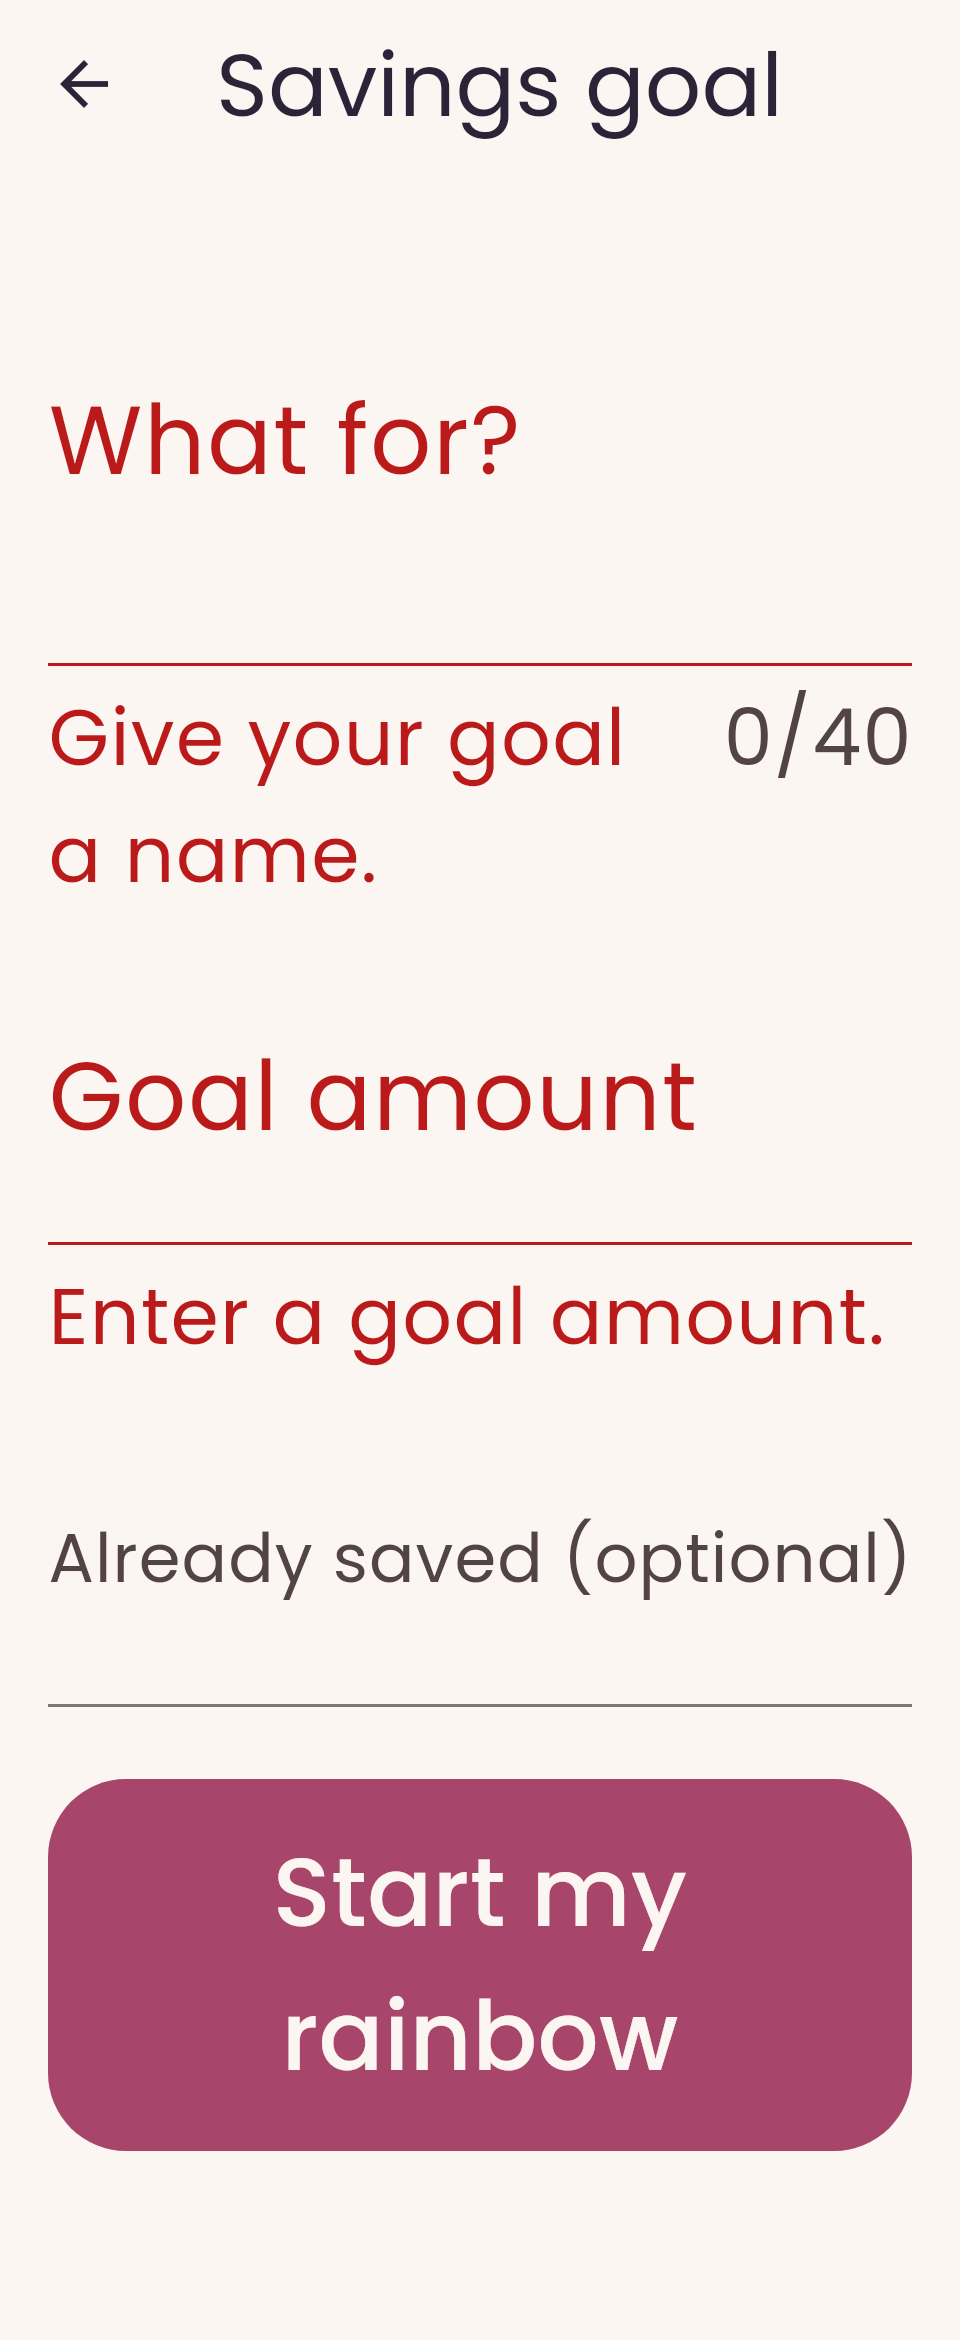 Savings goal
What for?
Give your goal 0/40
a name.
Goal amount
Enter a goal amount.
Already saved (optional)
Start my
rainbow